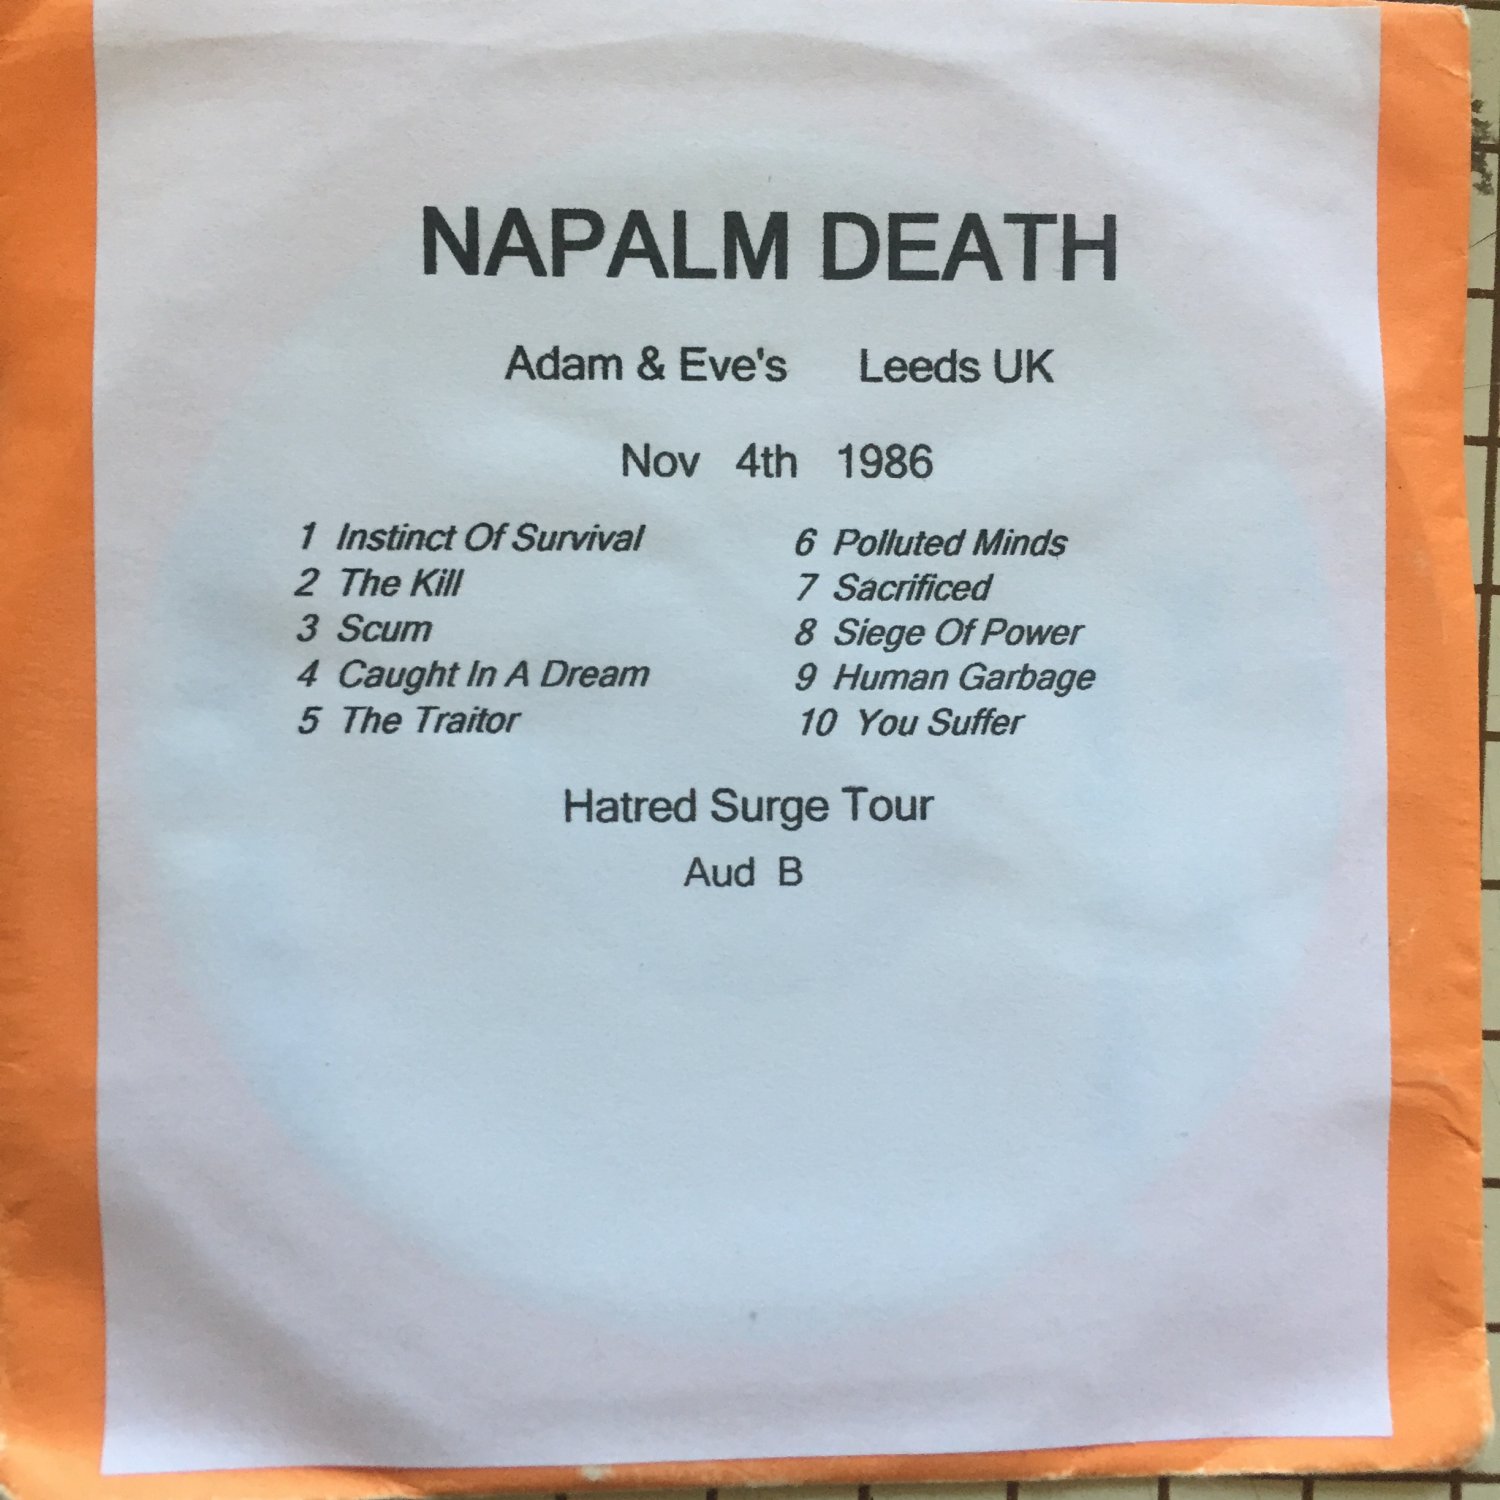 NAPALM DEATH
Adam & Eve's Leeds UK
Nov 4th 1986
1 Instinct Of Survival
2 The Kill
3 Scum
4 Caught In A Dream
5 The Traitor
6 Polluted Minds
7 Sacrificed
8 Siege Of Power
9 Human Garbage
10 You Suffer
Hatred Surge Tour
Aud B